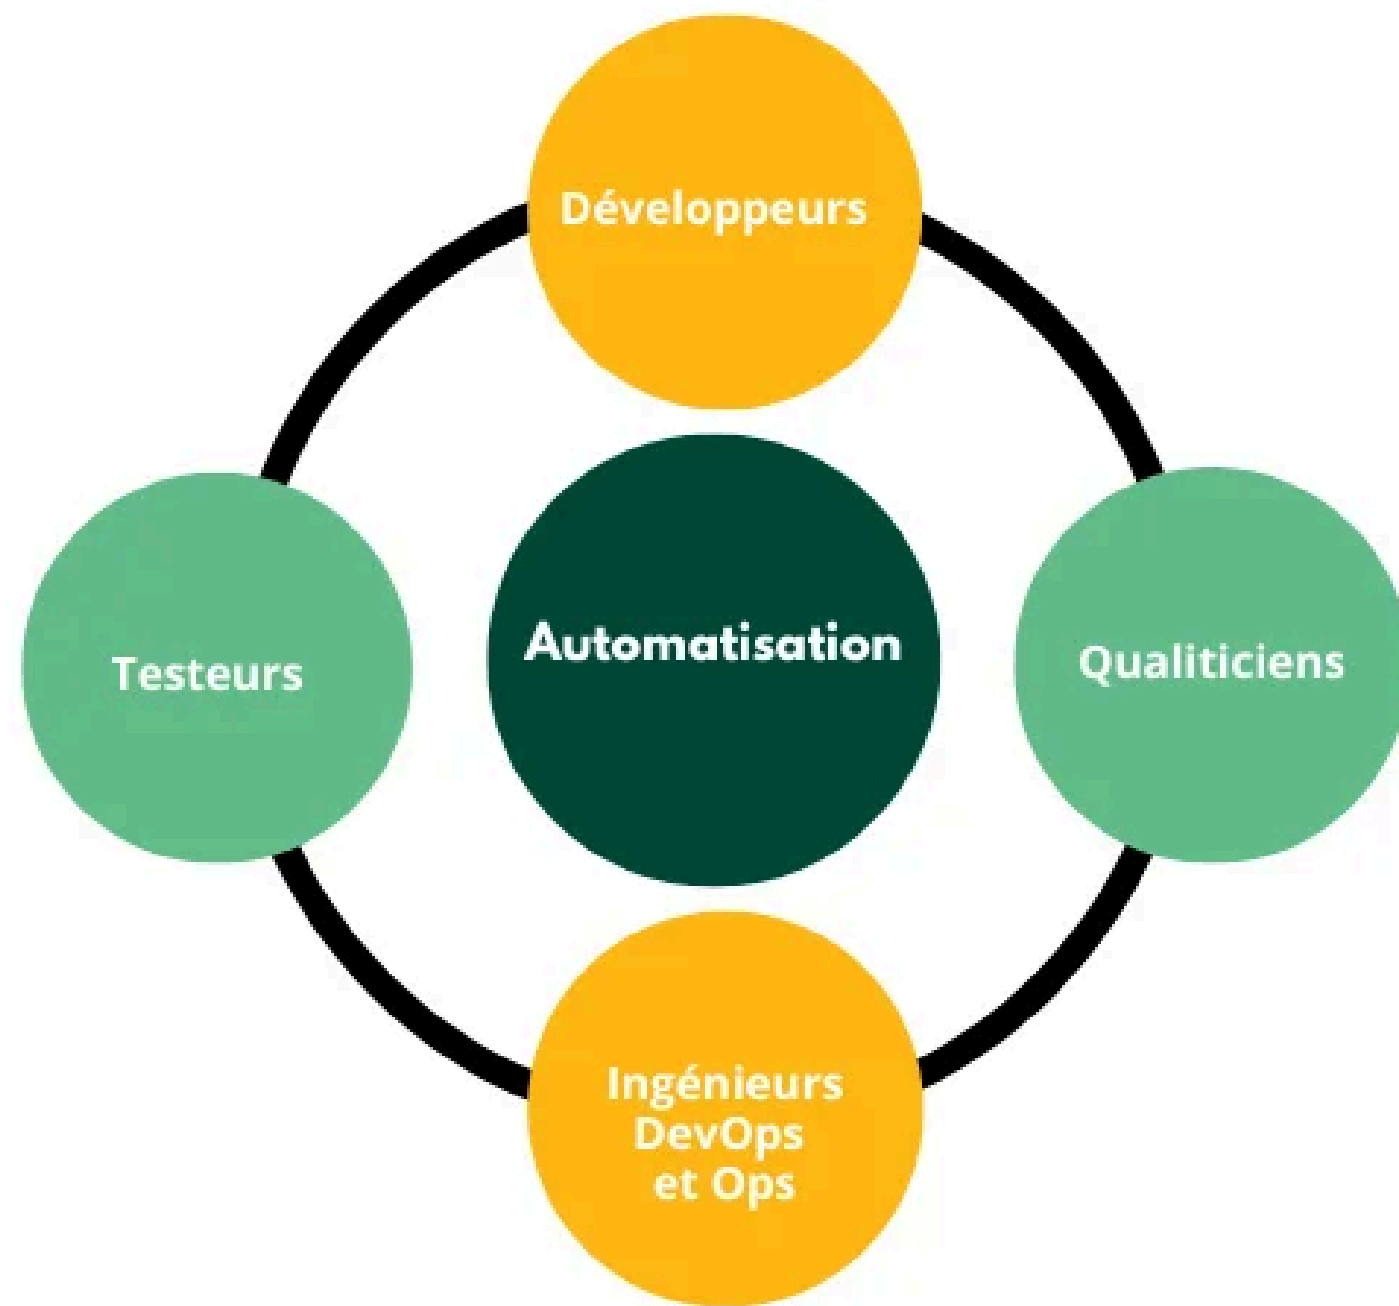 Développeurs
Testeurs
Automatisation
Qualiticiens
Ingénieurs
DevOps
et Ops